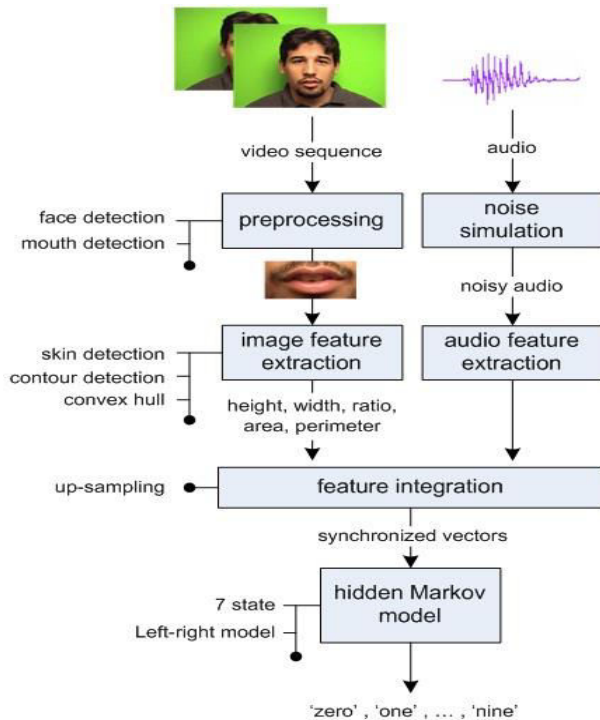 video sequence
audio
face detection
mouth detection
preprocessing
noise
simulation
noisy audio
skin detection
contour detection
convex hull
image feature
extraction
audio feature
extraction
height, width, ratio,
area, perimeter
up-sampling
feature integration
synchronized vectors
7 state
Left-right model
hidden Markov
model
‘zero’ , ‘one’ , … , ‘nine’